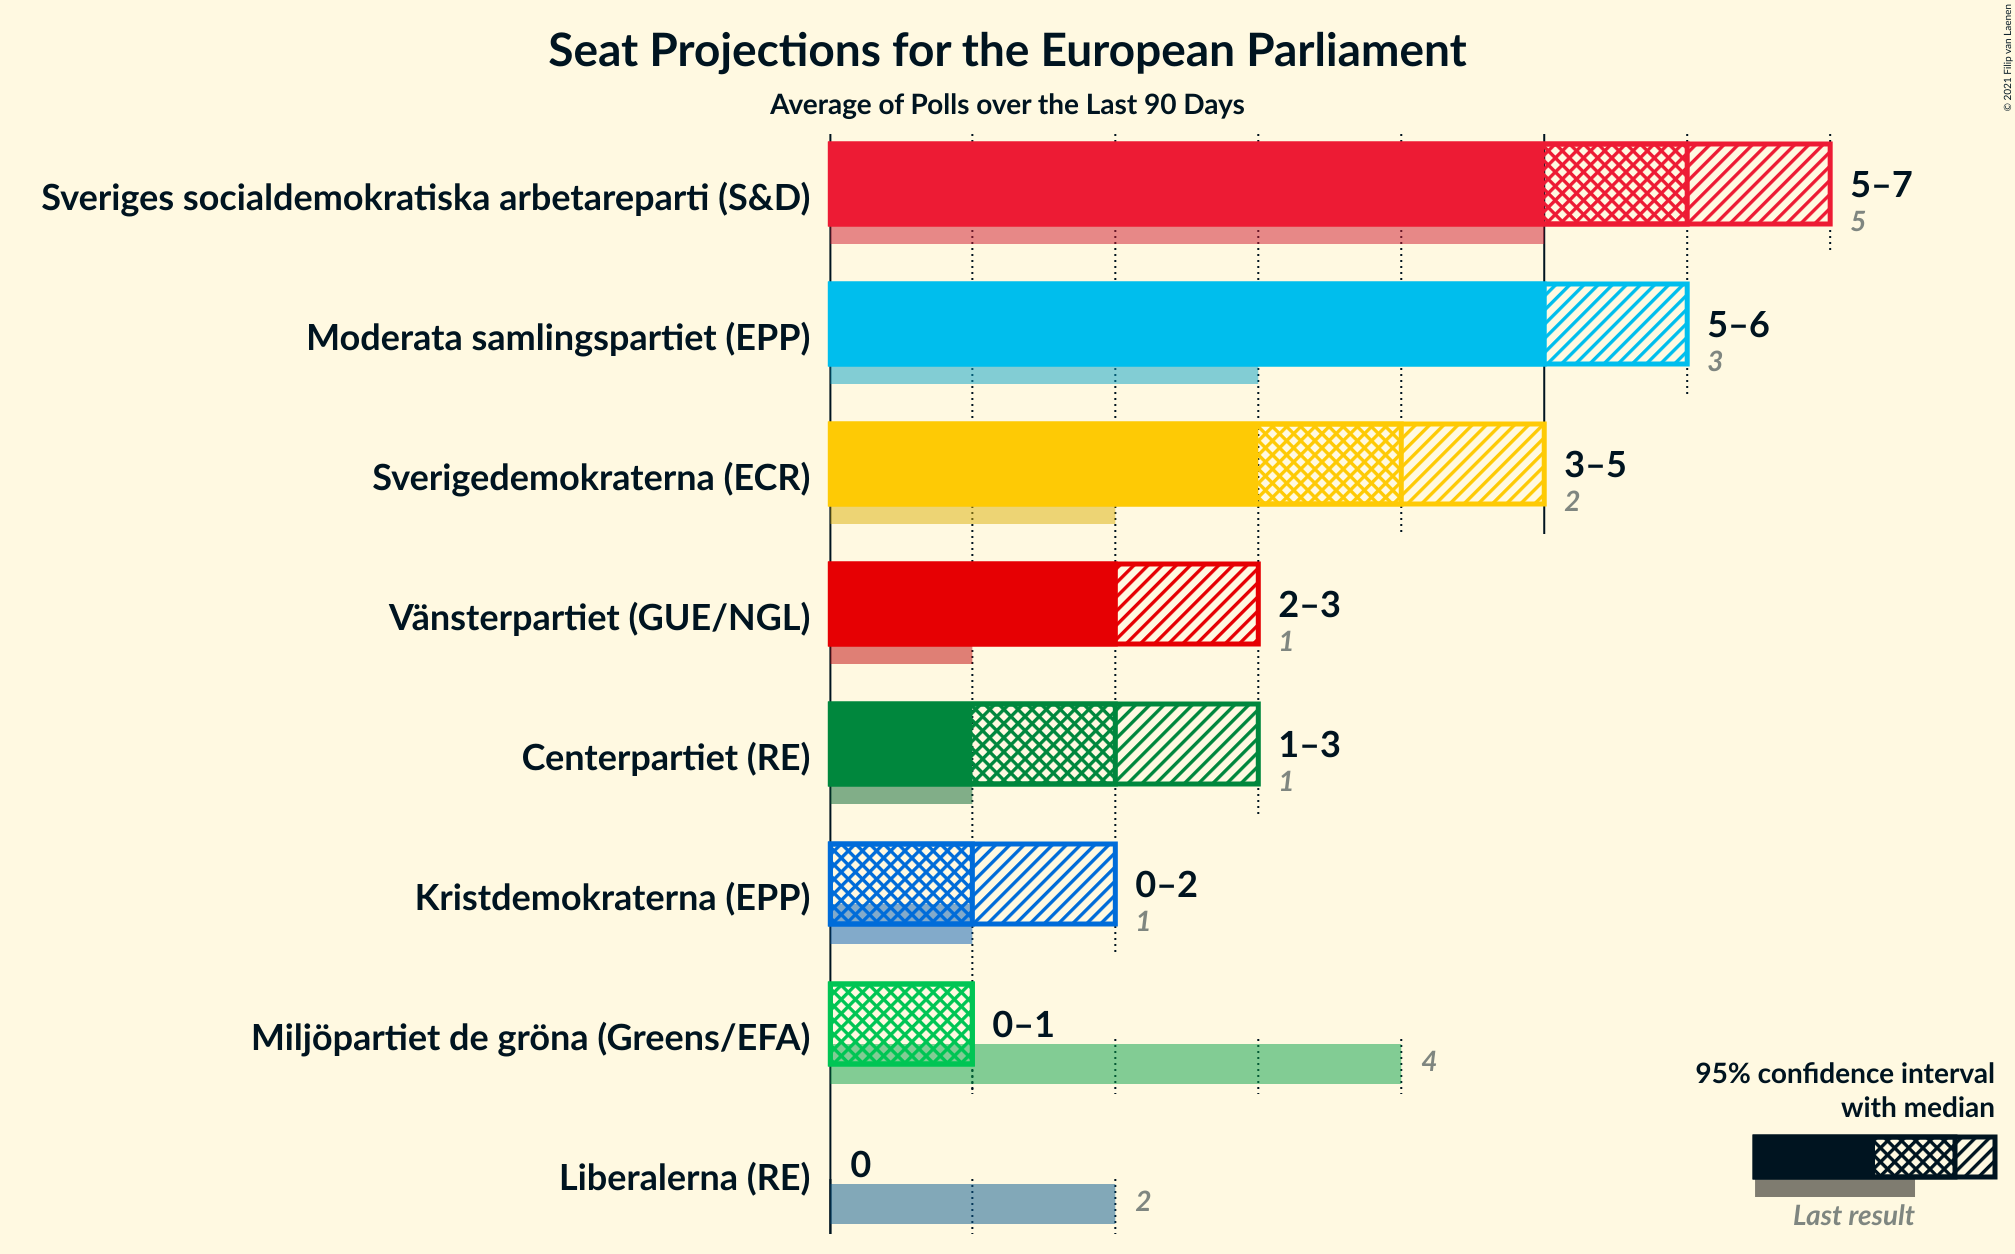 Seat Projections for the European Parliament
Average of Polls over the Last 90 Days
© 2021 Filip van Laenen
Sveriges socialdemokratiska arbetareparti (S&D)
5–7
5
Moderata samlingspartiet (EPP)
5–6
3
Sverigedemokraterna (ECR)
3–5
2
Vänsterpartiet (GUE/NGL)
2–3
1
Centerpartiet (RE)
1–3
1
Kristdemokraterna (EPP)
0–2
1
Miljöpartiet de gröna (Greens/EFA)
0–1
4
Liberalerna (RE)
0
2
95% confidence interval
with median
Last result